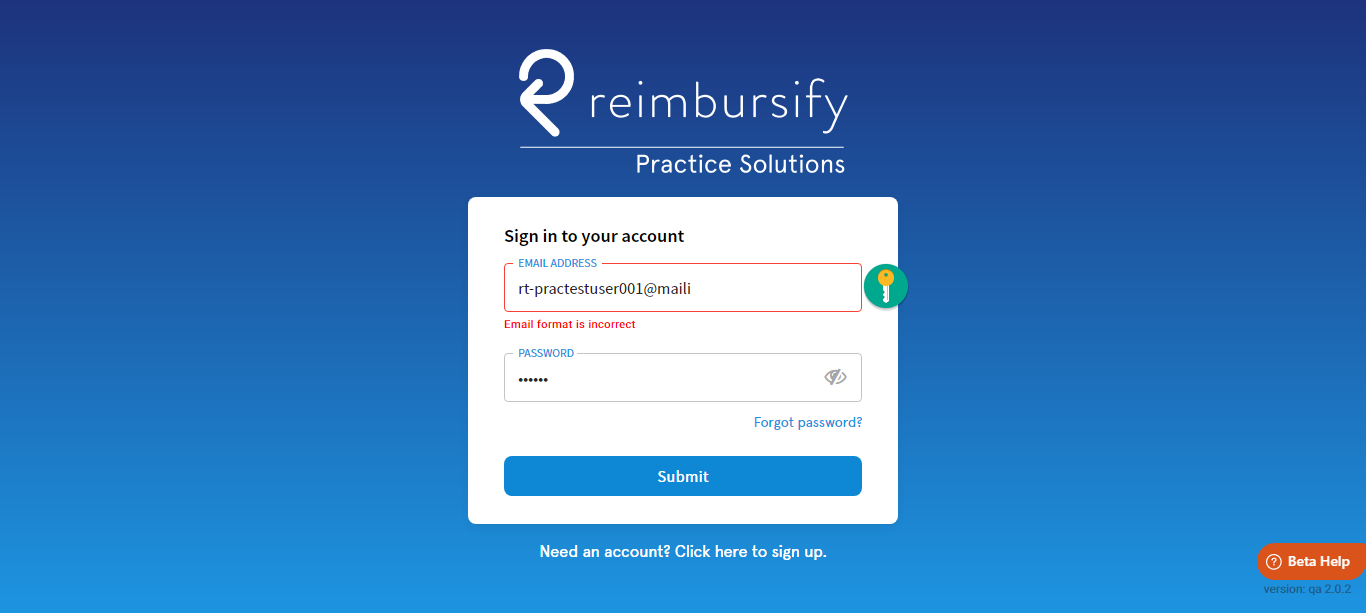 reimbursify
Practice Solutions
Sign in to your account
EMAIL ADDRESS
rt-practestuser001@maili
Email format is incorrect
PASSWORD
••••••
Forgot password?
Submit
Need an account? Click here to sign up.
? Beta Help
version: qa 2.0.2